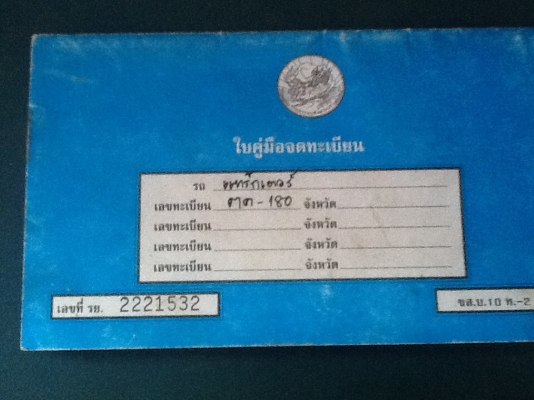 ใบคู่มือจดทะเบียน
รถ แทร๊กเตอร์
เลขทะเบียน ตค-180 จังหวัด
เลขทะเบียน จังหวัด
เลขทะเบียน จังหวัด
เลขทะเบียน จังหวัด
เลขที่ รย. 2221532
ขส.บ.10 ท.-2